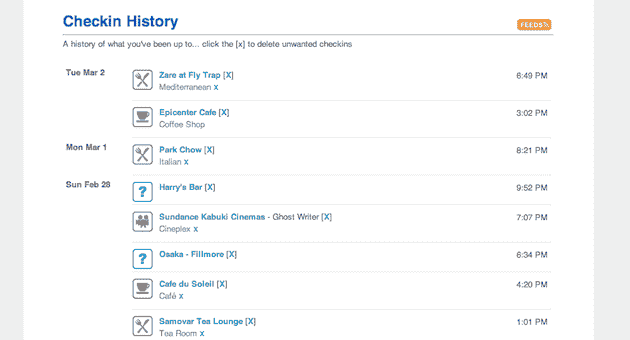 Checkin History
FEEDS
A history of what you've been up to... click the [x] to delete unwanted checkins
Tue Mar 2
Zare at Fly Trap [X]
6:49 PM
Mediterranean x
Epicenter Cafe [X]
3:02 PM
Coffee Shop
Mon Mar 1
Park Chow [X]
8:21 PM
Italian x
Sun Feb 28
?
Harry's Bar [X]
9:52 PM
Sundance Kabuki Cinemas - Ghost Writer [X]
7:07 PM
Cineplex x
?
Osaka - Fillmore [X]
6:34 PM
Cafe du Soleil [X]
4:20 PM
Café x
Samovar Tea Lounge [X]
1:01 PM
Tea Room x